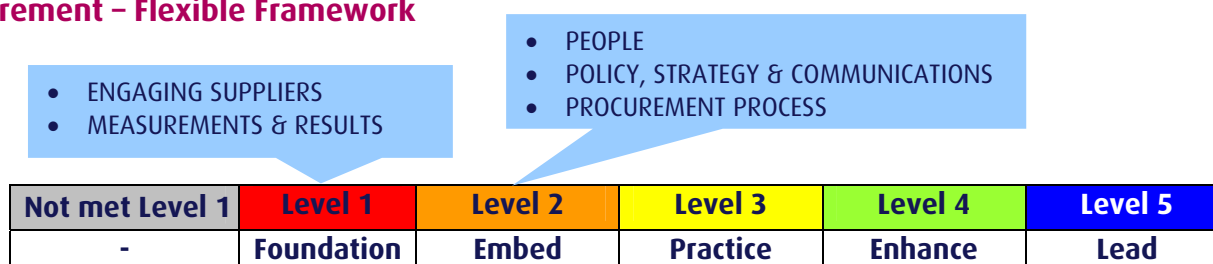 rement – Flexible Framework
• PEOPLE
• POLICY, STRATEGY & COMMUNICATIONS
• PROCUREMENT PROCESS
• ENGAGING SUPPLIERS
• MEASUREMENTS & RESULTS
Not met Level 1 Level 1 Level 2 Level 3 Level 4 Level 5
- Foundation Embed Practice Enhance Lead